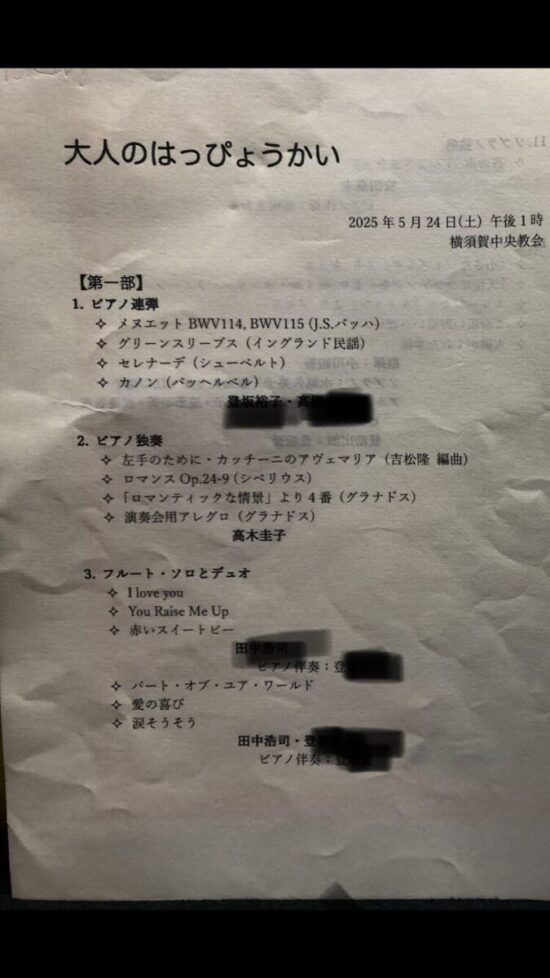 大人のはっぴょうかい
2025年5月24日(土) 午後1時
横須賀中央教会
【第一部】
1. ピアノ連弾
✧ メヌエット BWV114, BWV115 (J.S.バッハ)
✧ グリーンスリーブス（イングランド民謡）
✧ セレナーデ（シューベルト）
✧ カノン（パッヘルベル）
2. ピアノ独奏
✧ 左手のために・カッチーニのアヴェマリア（吉松隆 編曲）
✧ ロマンス Op.24-9（シベリウス）
✧ 「ロマンティックな情景」より4番（グラナドス）
✧ 演奏会用アレグロ（グラナドス）
高木圭子
3. フルート・ソロとデュオ
✧ I love you
✧ You Raise Me Up
✧ 赤いスイートピー
ピアノ伴奏：
✧ パート・オブ・ユア・ワールド
✧ 愛の喜び
✧ 涙そうそう
田中浩司・登
ピアノ伴奏：